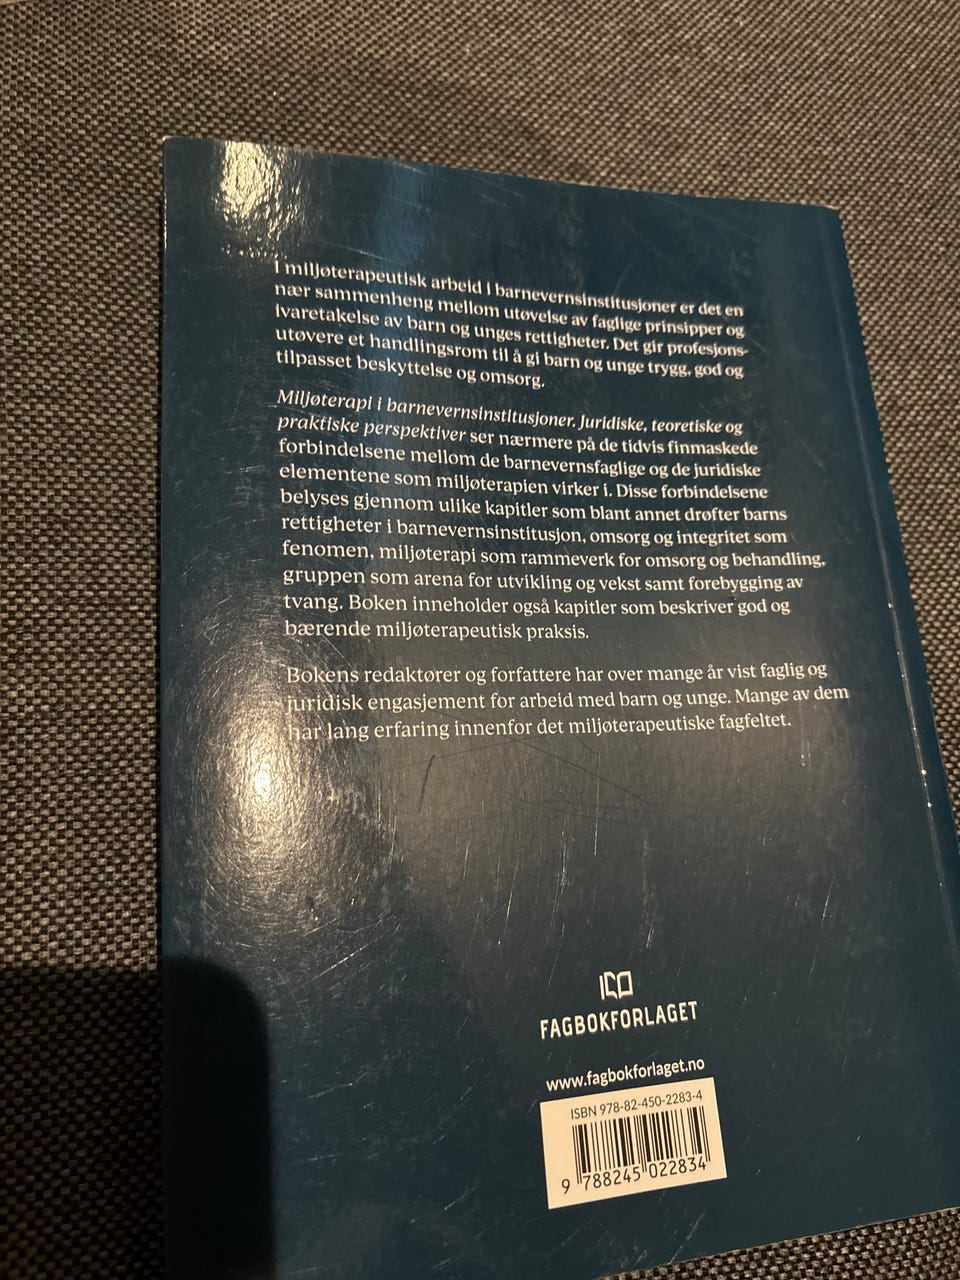 I miljøterapeutisk arbeid i barnevernsinstitusjoner er det en
nær sammenheng mellom utøvelse av faglige prinsipper og
ivaretakelse av barn og unges rettigheter. Det gir profesjons-
utøvere et handlingsrom til å gi barn og unge trygg, god og
tilpasset beskyttelse og omsorg.
Miljøterapi i barnevernsinstitusjoner. Juridiske, teoretiske og
praktiske perspektiver ser nærmere på de tidvis finmaskede
forbindelsene mellom de barnevernsfaglige og de juridiske
elementene som miljøterapien virker i. Disse forbindelsene
belyses gjennom ulike kapitler som blant annet drøfter barns
rettigheter i barnevernsinstitusjon, omsorg og integritet som
fenomen, miljøterapi som rammeverk for omsorg og behandling,
gruppen som arena for utvikling og vekst samt forebygging av
tvang. Boken inneholder også kapitler som beskriver god og
bærende miljøterapeutisk praksis.
Bokens redaktører og forfattere har over mange år vist faglig og
juridisk engasjement for arbeid med barn og unge. Mange av dem
har lang erfaring innenfor det miljøterapeutiske fagfeltet.
FAGBOKFORLAGET
www.fagbokforlaget.no
ISBN 978-82-450-2283-4
9 788245 022834